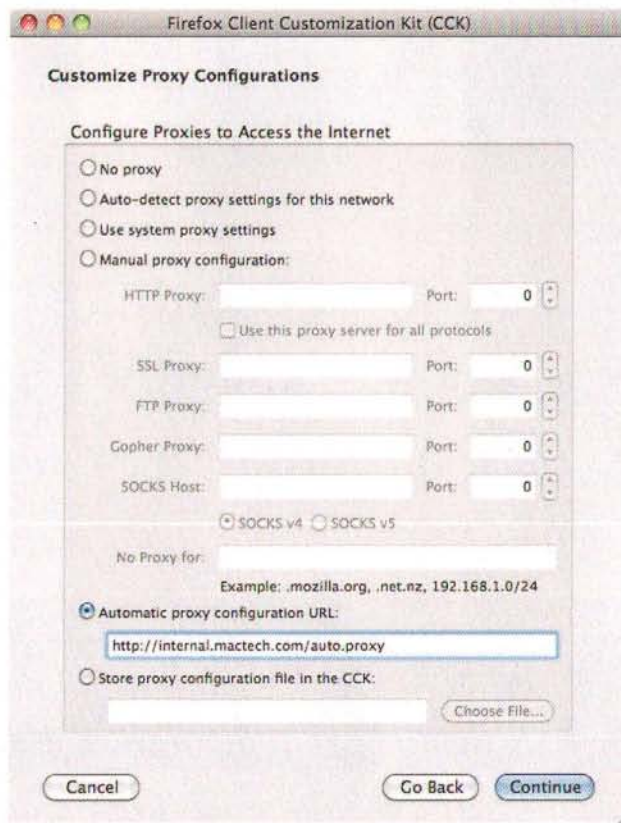 Firefox Client Customization Kit (CCK)
Customize Proxy Configurations
Configure Proxies to Access the Internet
No proxy
Auto-detect proxy settings for this network
Use system proxy settings
Manual proxy configuration:
HTTP Proxy: Port: 0
Use this proxy server for all protocols
SSL Proxy: Port: 0
FTP Proxy: Port: 0
Gopher Proxy: Port: 0
SOCKS Host: Port: 0
SOCKS v4 SOCKS v5
No Proxy for:
Example: .mozilla.org, .net.nz, 192.168.1.0/24
Automatic proxy configuration URL:
http://internal.mactech.com/auto.proxy
Store proxy configuration file in the CCK:
Choose File...
Cancel Go Back Continue